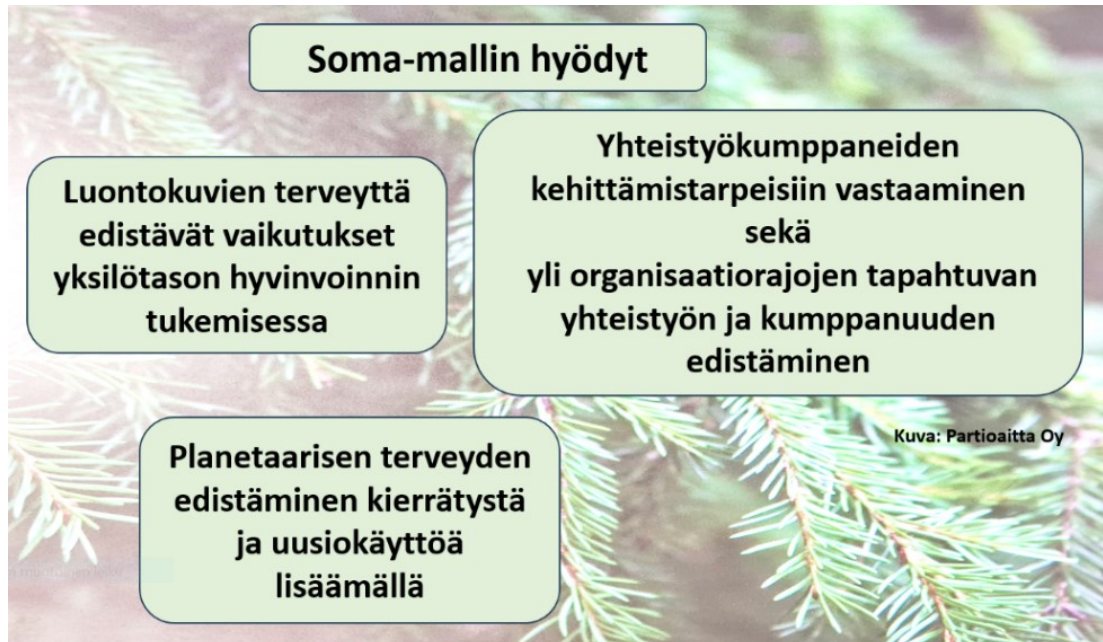 Soma-mallin hyödyt
Luontokuvien terveyttä
edistävät vaikutukset
yksilötason hyvinvoinnin
tukemisessa
Yhteistyökumppaneiden
kehittämistarpeisiin vastaaminen
sekä
yli organisaatiorajojen tapahtuvan
yhteistyön ja kumppanuuden
edistäminen
Kuva: Partioaitta Oy
Planetaarisen terveyden
edistäminen kierrätystä
ja uusiokäyttöä
lisäämällä